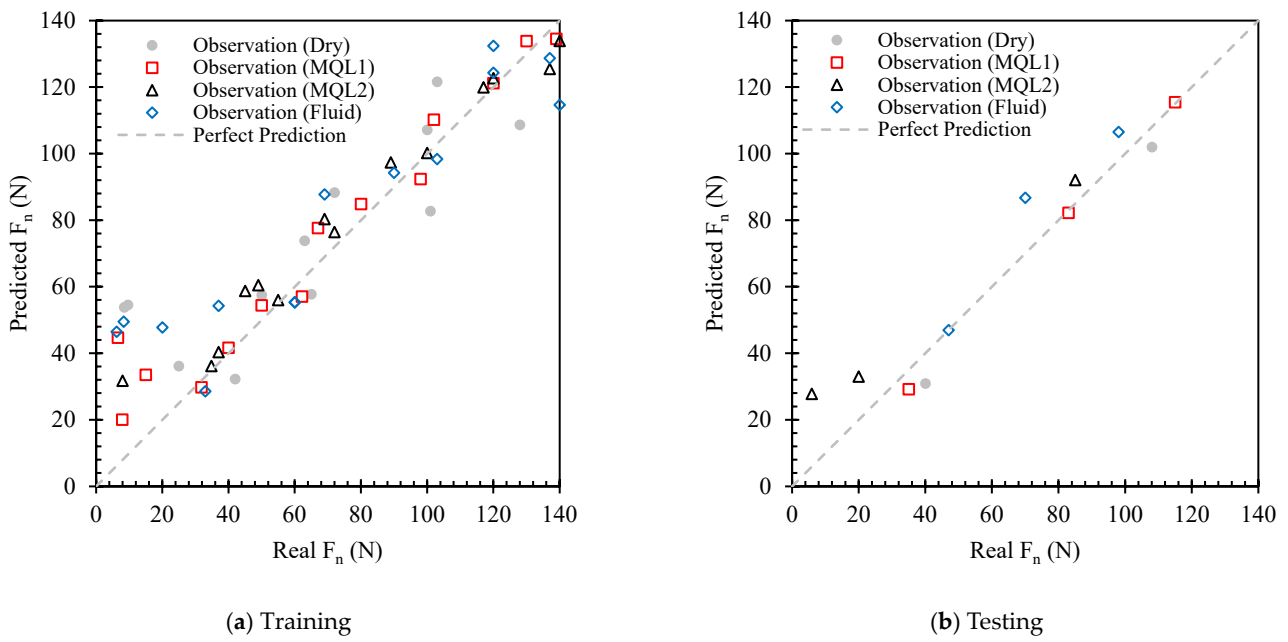 140
120
100
80
60
40
20
0
Predicted Fn (N)
Observation (Dry)
Observation (MQL1)
Observation (MQL2)
Observation (Fluid)
Perfect Prediction
0 20 40 60 80 100 120 140
Real Fn (N)
(a) Training
140
120
100
80
60
40
20
0
Predicted Fn (N)
Observation (Dry)
Observation (MQL1)
Observation (MQL2)
Observation (Fluid)
Perfect Prediction
0 20 40 60 80 100 120 140
Real Fn (N)
(b) Testing